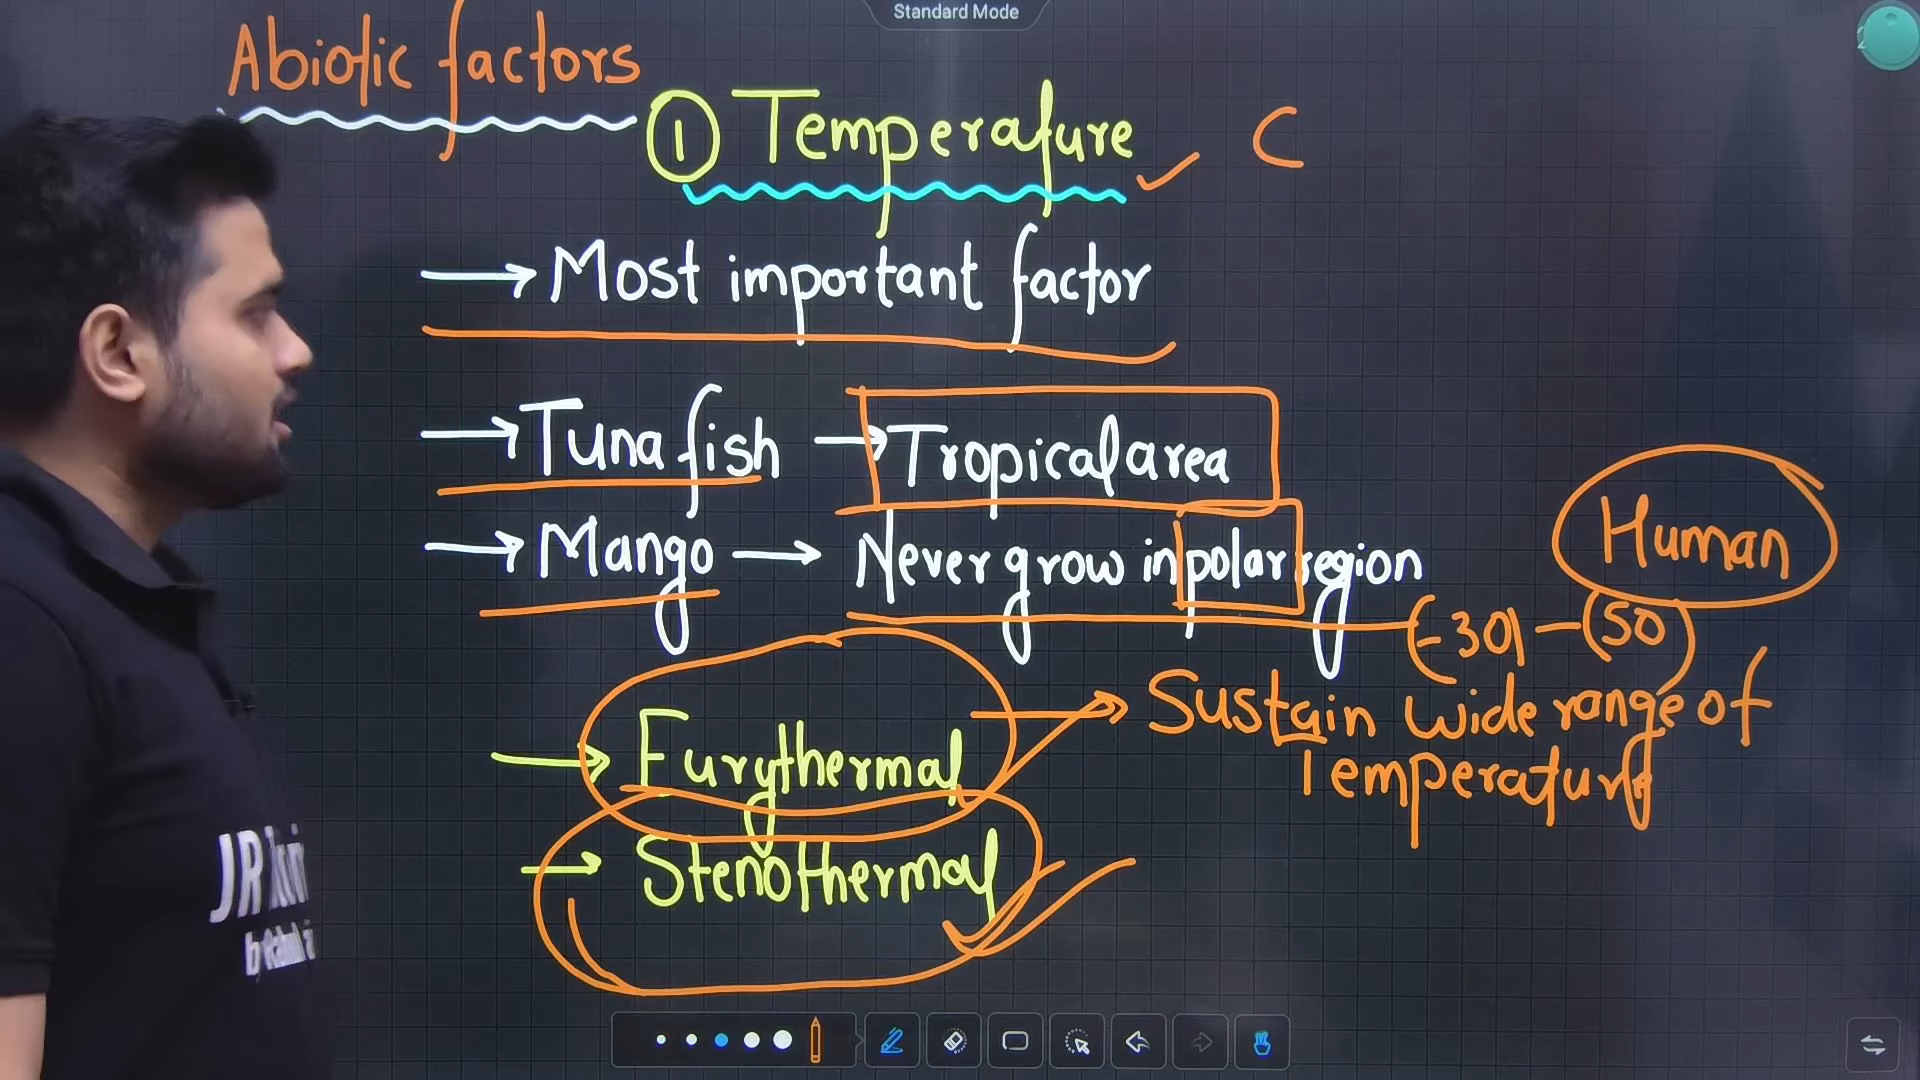 Standard Mode
Abiotic factors
① Temperature C
→ Most important factor
→ Tuna fish → Tropical area
→ Mango → Never grow in polar region
Human
(-30) - (50)
→ Eurythermal → Sustain wide range of
Temperature
→ Stenothermal
JR